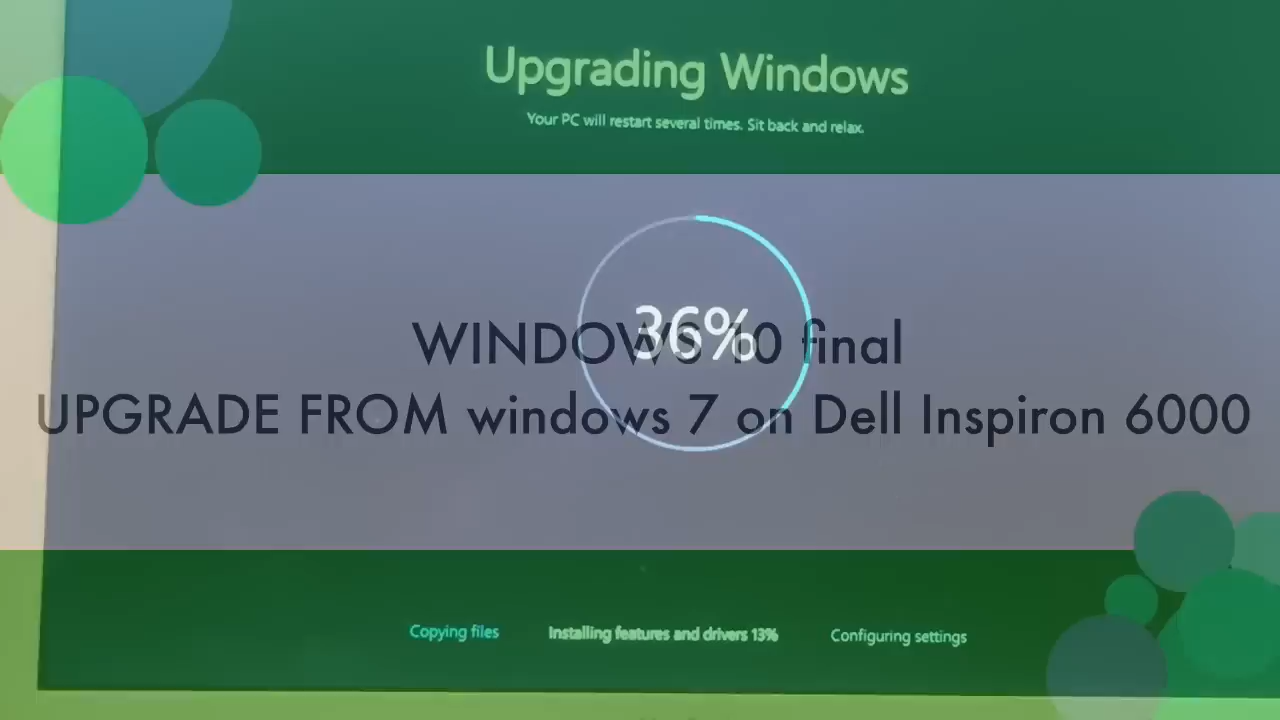 Upgrading Windows
Your PC will restart several times. Sit back and relax.
36%
WINDOWS 10 final
UPGRADE FROM windows 7 on Dell Inspiron 6000
Copying files
Installing features and drivers 13%
Configuring settings